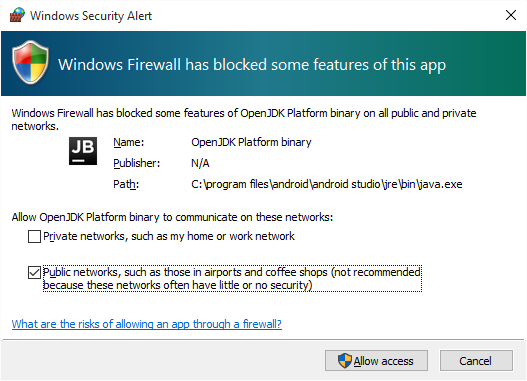 Windows Security Alert
Windows Firewall has blocked some features of this app
Windows Firewall has blocked some features of OpenJDK Platform binary on all public and private
networks.
JB
Name: OpenJDK Platform binary
Publisher: N/A
Path: C:\program files\android\android studio\jre\bin\java.exe
Allow OpenJDK Platform binary to communicate on these networks:
Private networks, such as my home or work network
Public networks, such as those in airports and coffee shops (not recommended
because these networks often have little or no security)
What are the risks of allowing an app through a firewall?
Allow access
Cancel